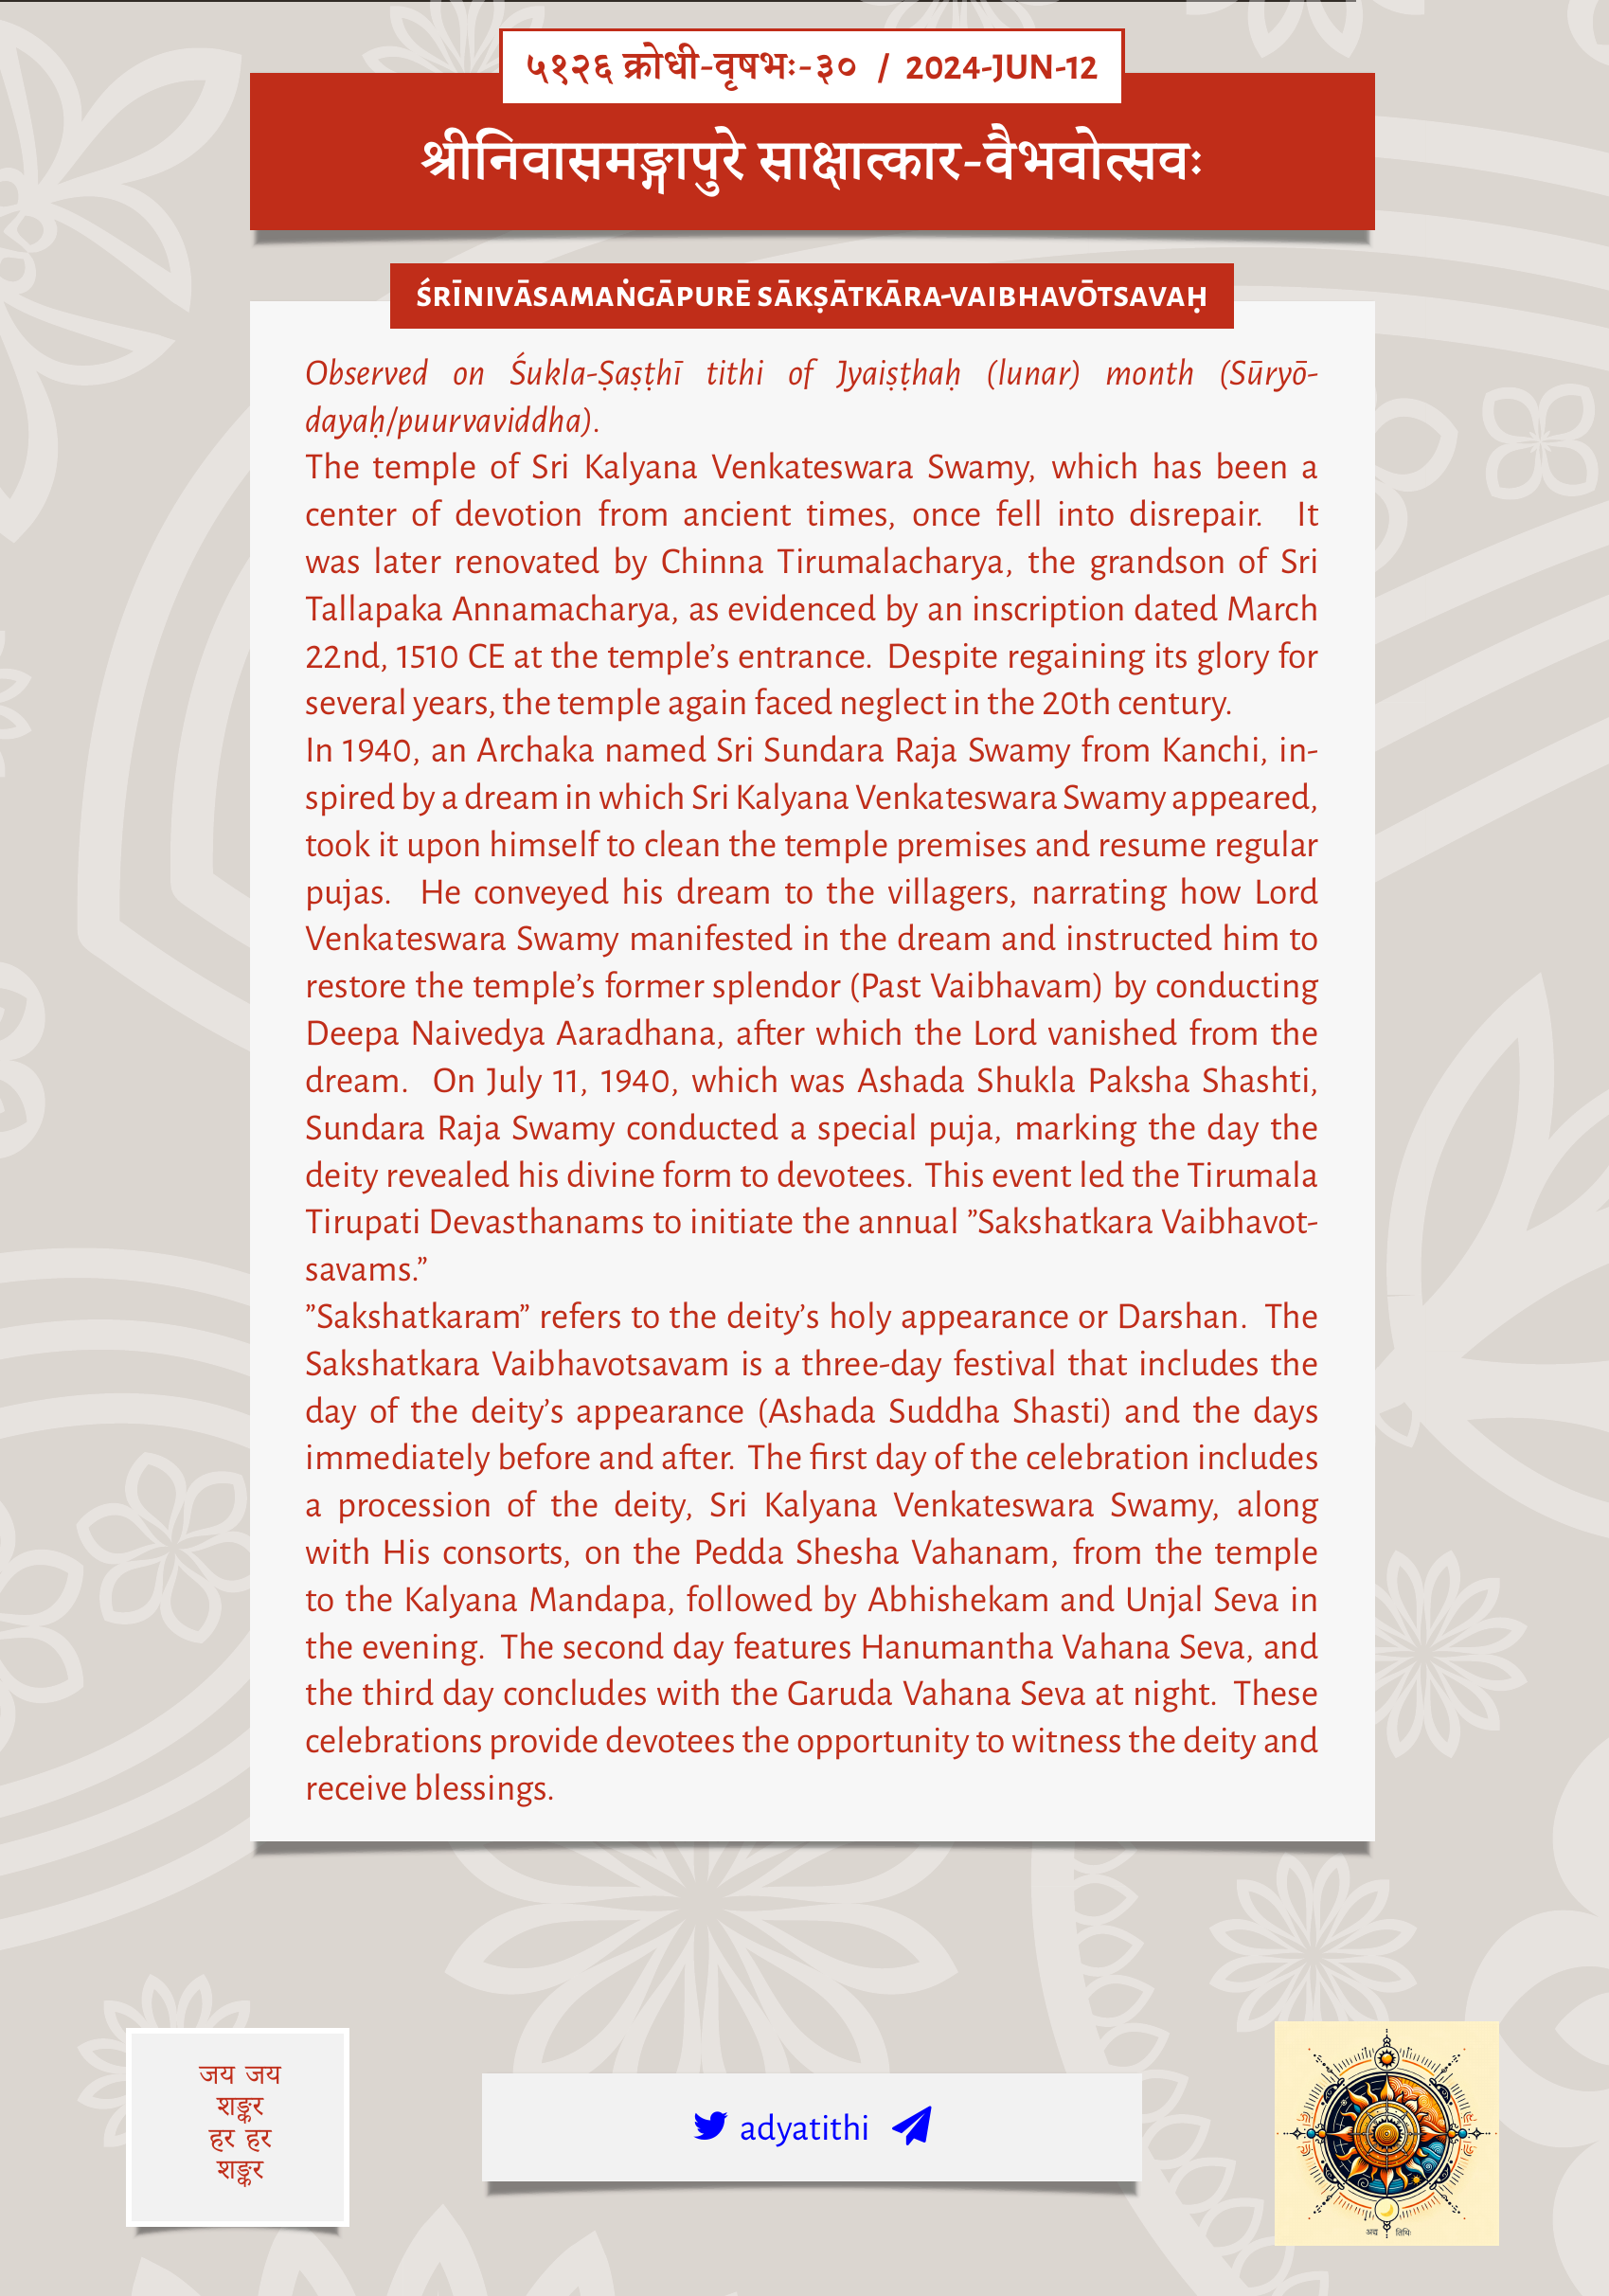 ५१२६ क्रोधी-वृषभः-३० / 2024-JUN-12
श्रीनिवासमङ्गापुरे साक्षात्कार-वैभवोत्सवः
ŚRĪNIVĀSAMAṄGĀPURĒ SĀKṢĀTKĀRA-VAIBHAVŌTSAVAḤ
Observed on Śukla-Ṣaṣṭhī tithi of Jyaiṣṭhaḥ (lunar) month (Sūryō-
dayaḥ/puurvaviddha).
The temple of Sri Kalyana Venkateswara Swamy, which has been a
center of devotion from ancient times, once fell into disrepair. It
was later renovated by Chinna Tirumalacharya, the grandson of Sri
Tallapaka Annamacharya, as evidenced by an inscription dated March
22nd, 1510 CE at the temple’s entrance. Despite regaining its glory for
several years, the temple again faced neglect in the 20th century.
In 1940, an Archaka named Sri Sundara Raja Swamy from Kanchi, in-
spired by a dream in which Sri Kalyana Venkateswara Swamy appeared,
took it upon himself to clean the temple premises and resume regular
pujas. He conveyed his dream to the villagers, narrating how Lord
Venkateswara Swamy manifested in the dream and instructed him to
restore the temple’s former splendor (Past Vaibhavam) by conducting
Deepa Naivedya Aaradhana, after which the Lord vanished from the
dream. On July 11, 1940, which was Ashada Shukla Paksha Shashti,
Sundara Raja Swamy conducted a special puja, marking the day the
deity revealed his divine form to devotees. This event led the Tirumala
Tirupati Devasthanams to initiate the annual ”Sakshatkara Vaibhavot-
savams.”
”Sakshatkaram” refers to the deity’s holy appearance or Darshan. The
Sakshatkara Vaibhavotsavam is a three-day festival that includes the
day of the deity’s appearance (Ashada Suddha Shasti) and the days
immediately before and after. The first day of the celebration includes
a procession of the deity, Sri Kalyana Venkateswara Swamy, along
with His consorts, on the Pedda Shesha Vahanam, from the temple
to the Kalyana Mandapa, followed by Abhishekam and Unjal Seva in
the evening. The second day features Hanumantha Vahana Seva, and
the third day concludes with the Garuda Vahana Seva at night. These
celebrations provide devotees the opportunity to witness the deity and
receive blessings.
जय जय
शङ्कर
हर हर
शङ्कर
adyatithi
अद्य तिथिः